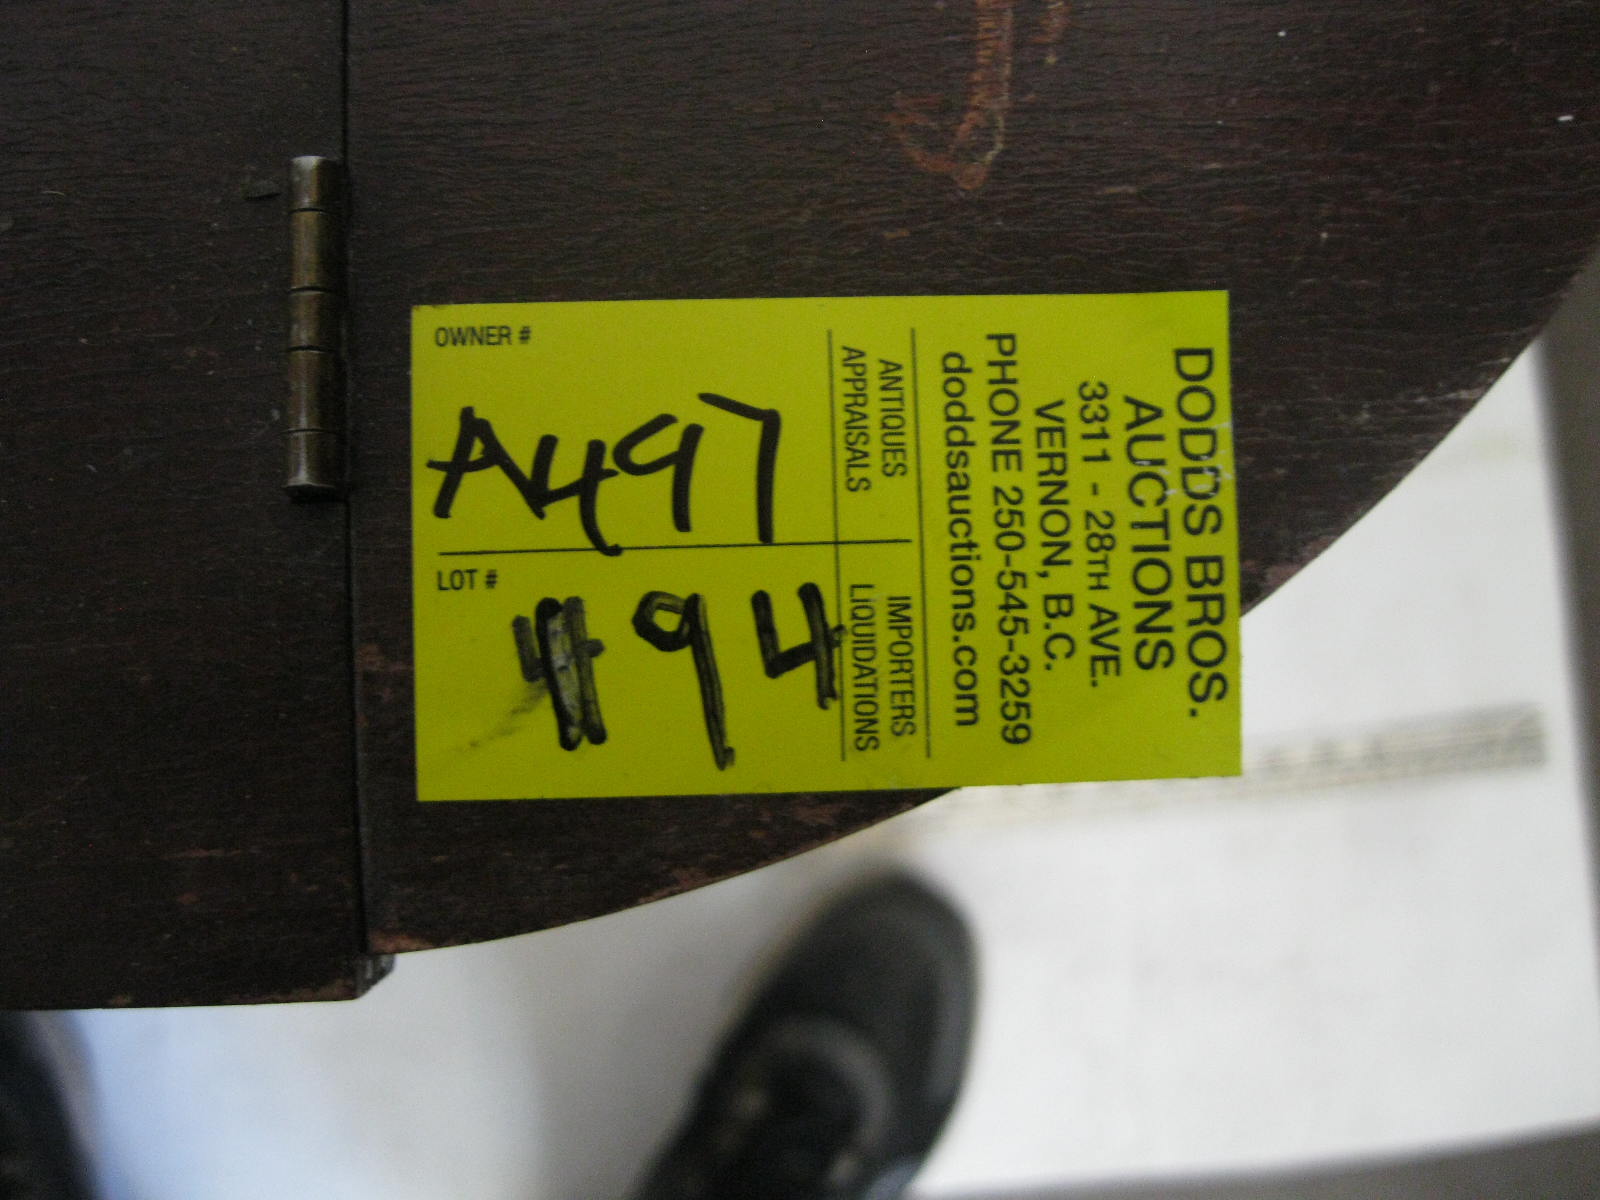 DODDS BROS.
AUCTIONS
3311 - 28TH AVE.
VERNON, B.C.
PHONE 250-545-3259
doddsauctions.com
ANTIQUES
APPRAISALS
IMPORTERS
LIQUIDATIONS
OWNER #
A497
LOT #
94